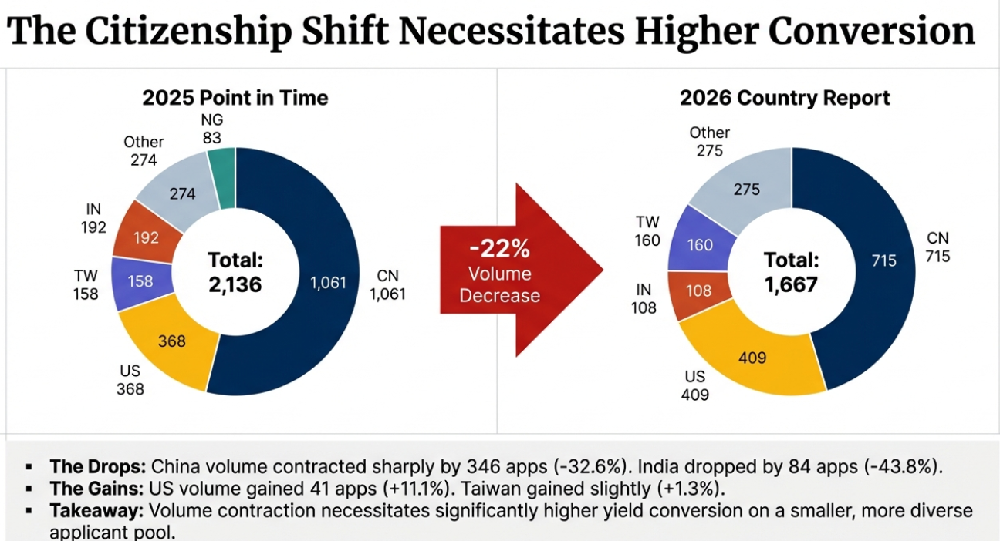 The Citizenship Shift Necessitates Higher Conversion
2025 Point in Time
NG
83
Other
274
274
IN
192
192
TW
158
158
Total:
2,136
1,061
CN
1,061
368
US
368
-22%
Volume
Decrease
2026 Country Report
Other
275
275
TW
160
160
Total:
1,667
715
CN
715
IN
108
108
409
US
409
▪ The Drops: China volume contracted sharply by 346 apps (-32.6%). India dropped by 84 apps (-43.8%).
▪ The Gains: US volume gained 41 apps (+11.1%). Taiwan gained slightly (+1.3%).
▪ Takeaway: Volume contraction necessitates significantly higher yield conversion on a smaller, more diverse
applicant pool.